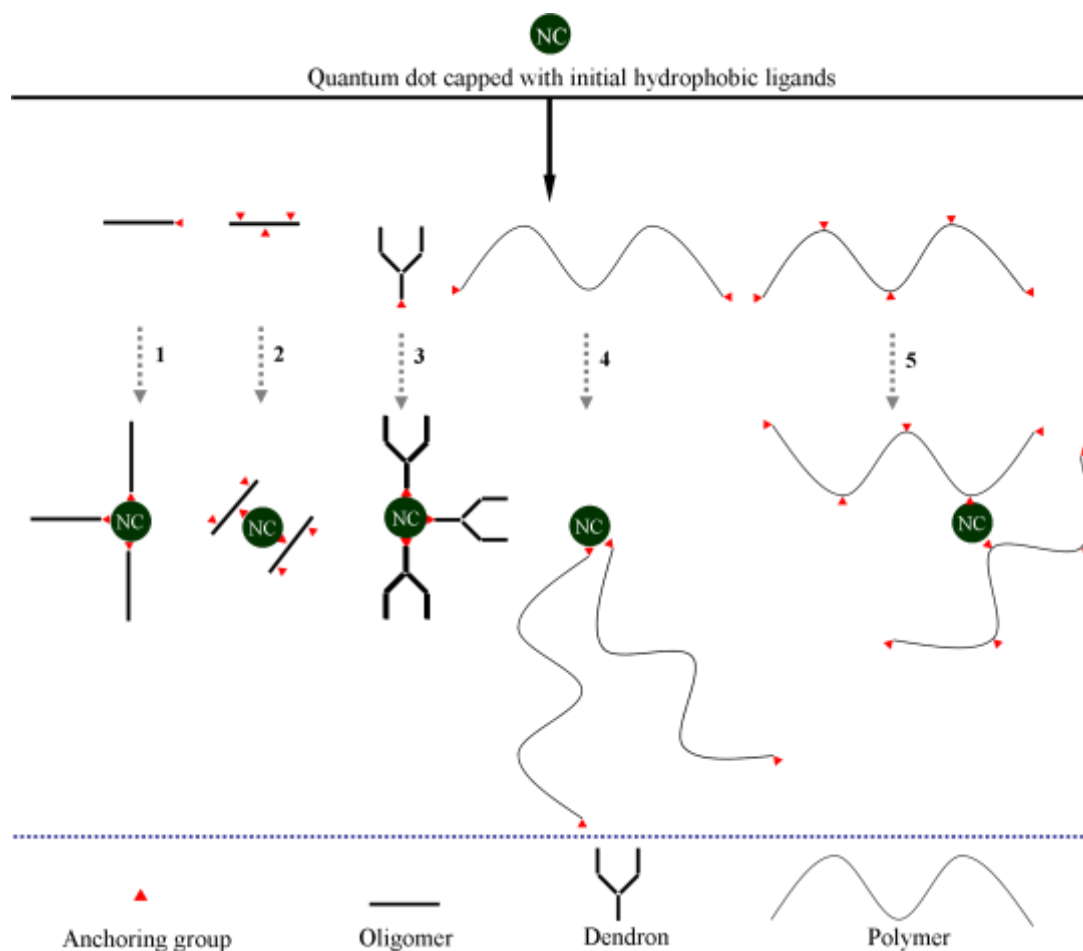 NC
Quantum dot capped with initial hydrophobic ligands
1 2 3 4 5
NC NC NC NC NC
Anchoring group Oligomer Dendron Polymer